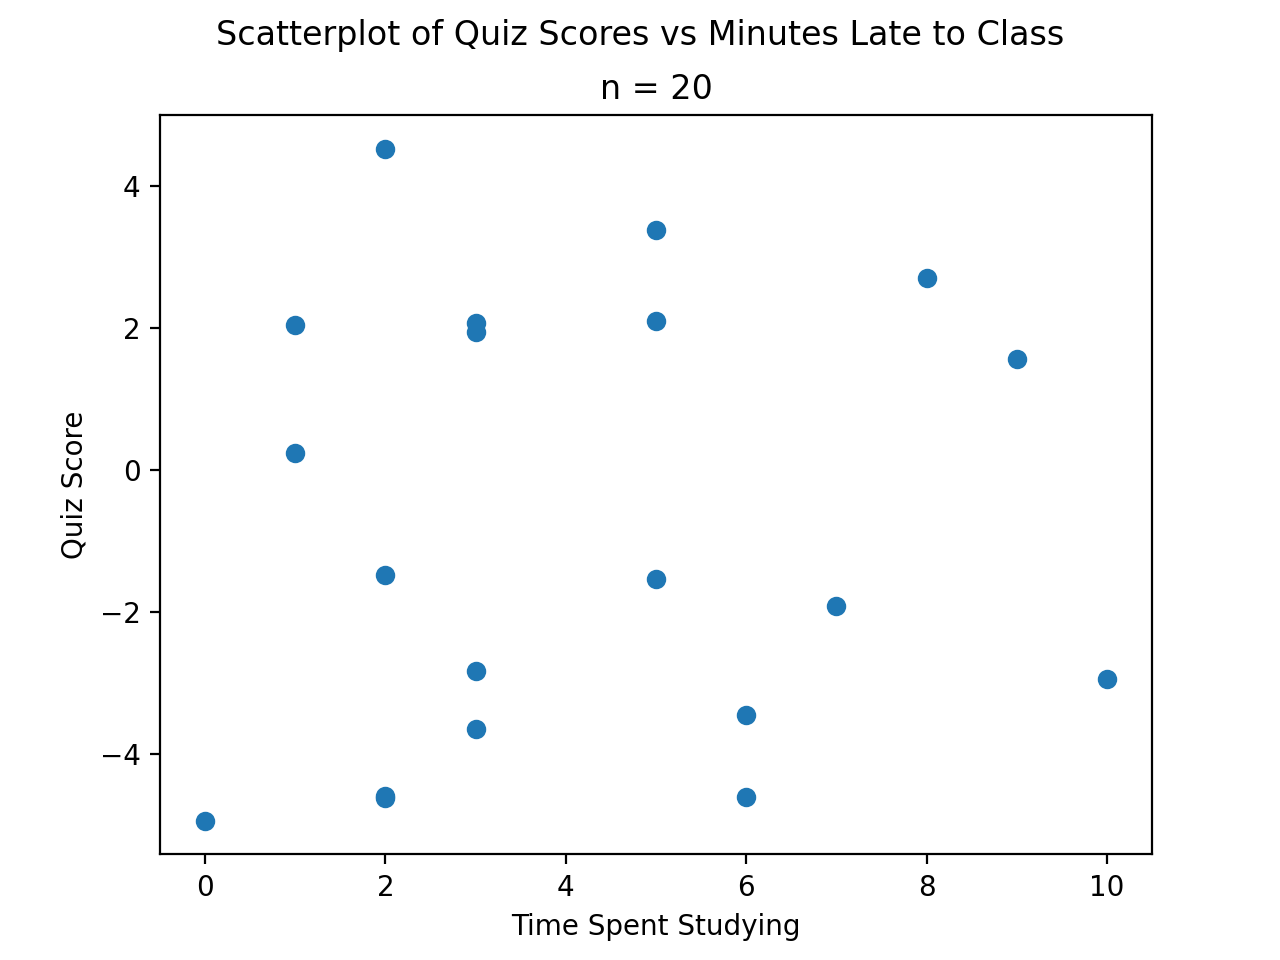 Scatterplot of Quiz Scores vs Minutes Late to Class
n = 20
4
2
0
−2
−4
Quiz Score
0 2 4 6 8 10
Time Spent Studying